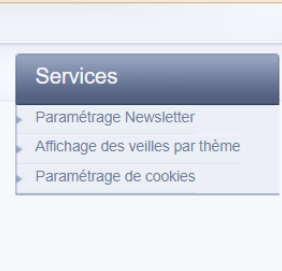 Services
Paramétrage Newsletter
Affichage des veilles par thème
Paramétrage de cookies